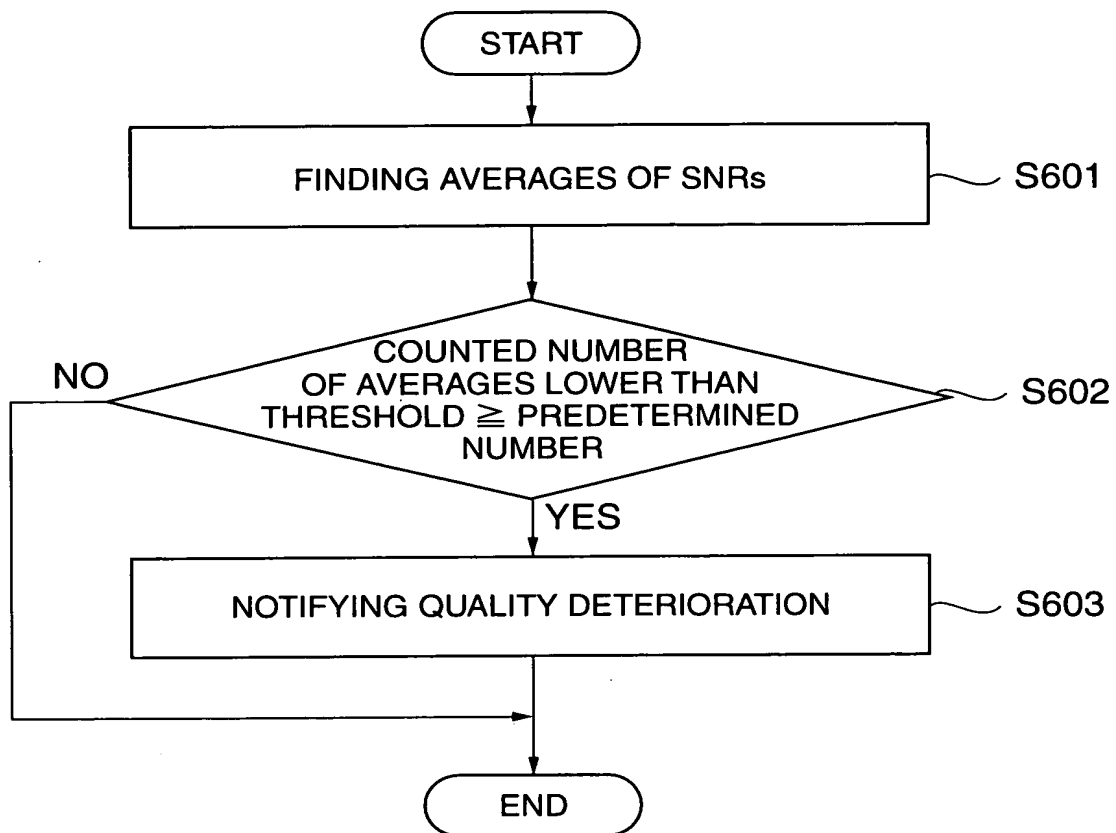 START
FINDING AVERAGES OF SNRs
S601
COUNTED NUMBER
OF AVERAGES LOWER THAN
THRESHOLD ≧ PREDETERMINED
NUMBER
NO
S602
YES
NOTIFYING QUALITY DETERIORATION
S603
END